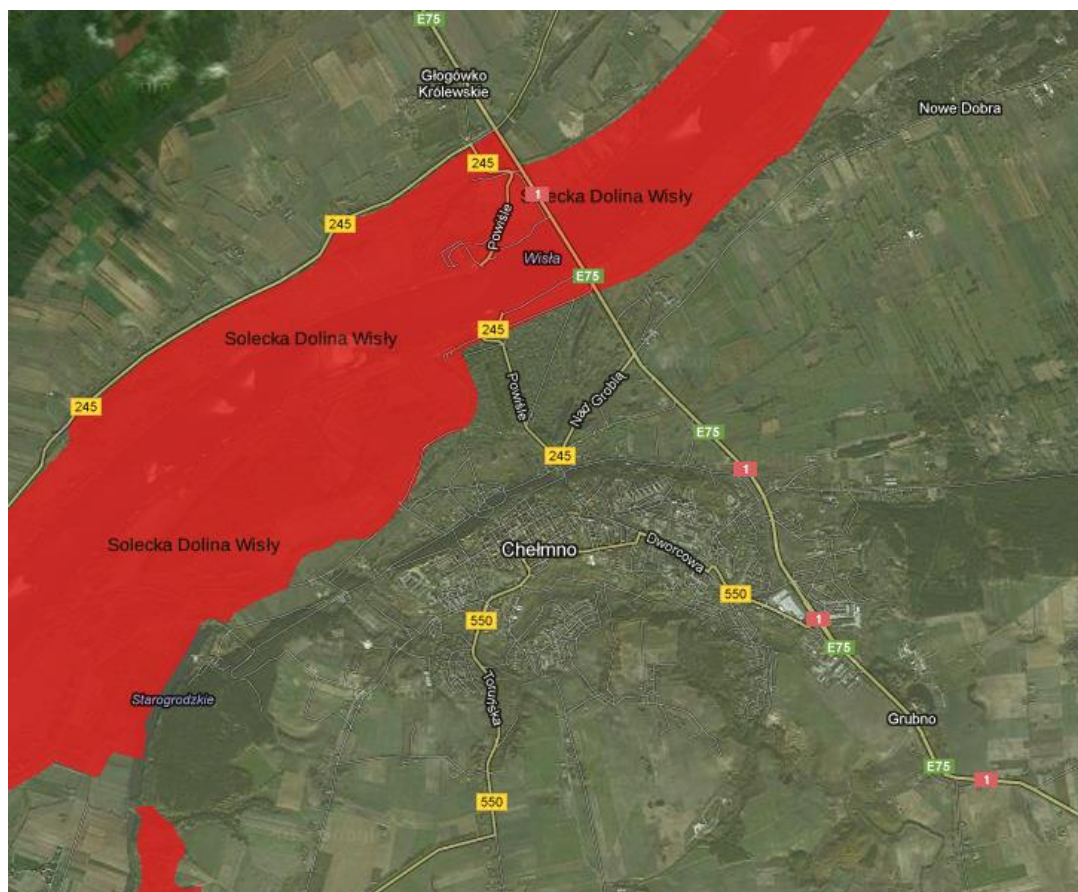 E75
Głogówko
Królewskie
Nowe Dobra
245
1
Solecka Dolina Wisły
245
Powiśle
Wisła
E75
245
Solecka Dolina Wisły
Powiśle
Nad Grobią
245
E75
245
1
Solecka Dolina Wisły
Chełmno
Dworcowa
550
550
1
E75
Starogrodzkie
Toruńska
Grubno
E75
1
550